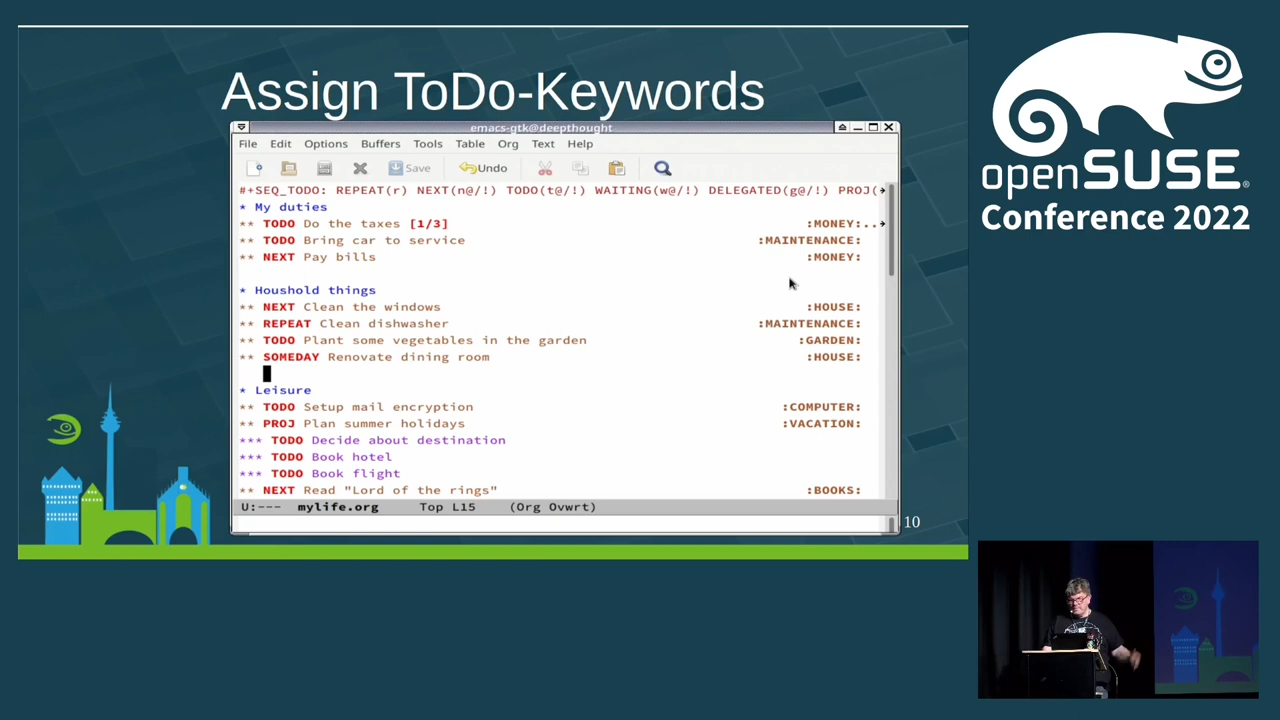 Assign ToDo-Keywords
emacs-gtk@deepthought
File Edit Options Buffers Tools Table Org Text Help
Save Undo
#+SEQ_TODO: REPEAT(r) NEXT(n@/!) TODO(t@/!) WAITING(w@/!) DELEGATED(g@/!) PROJ(
* My duties
** TODO Do the taxes [1/3] :MONEY:..
** TODO Bring car to service :MAINTENANCE:
** NEXT Pay bills :MONEY:
* Houshold things
** NEXT Clean the windows :HOUSE:
** REPEAT Clean dishwasher :MAINTENANCE:
** TODO Plant some vegetables in the garden :GARDEN:
** SOMEDAY Renovate dining room :HOUSE:
* Leisure
** TODO Setup mail encryption :COMPUTER:
** PROJ Plan summer holidays :VACATION:
*** TODO Decide about destination
*** TODO Book hotel
*** TODO Book flight
** NEXT Read "Lord of the rings" :BOOKS:
U:--- mylife.org Top L15 (Org Ovwrt)
10
openSUSE®
Conference 2022